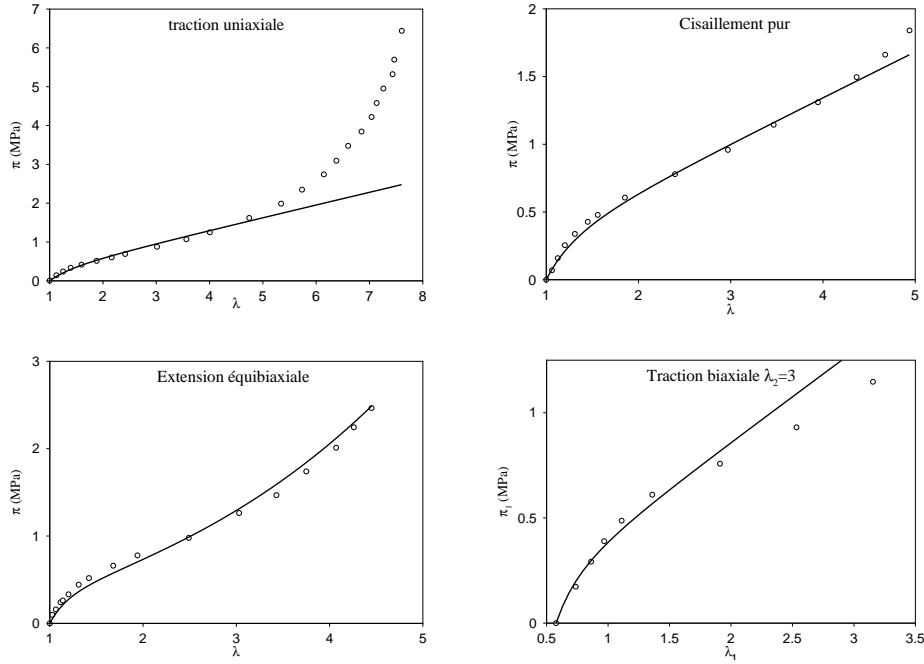 traction uniaxiale
7
6
5
4
3
2
1
0
π (MPa)
1 2 3 4 5 6 7 8
λ
Cisaillement pur
2
1.5
1
0.5
0
π (MPa)
1 2 3 4 5
λ
Extension équibiaxiale
3
2
1
0
π (MPa)
1 2 3 4 5
λ
Traction biaxiale λ₂=3
1
0.5
0
π₁ (MPa)
0.5 1 1.5 2 2.5 3 3.5
λ₁